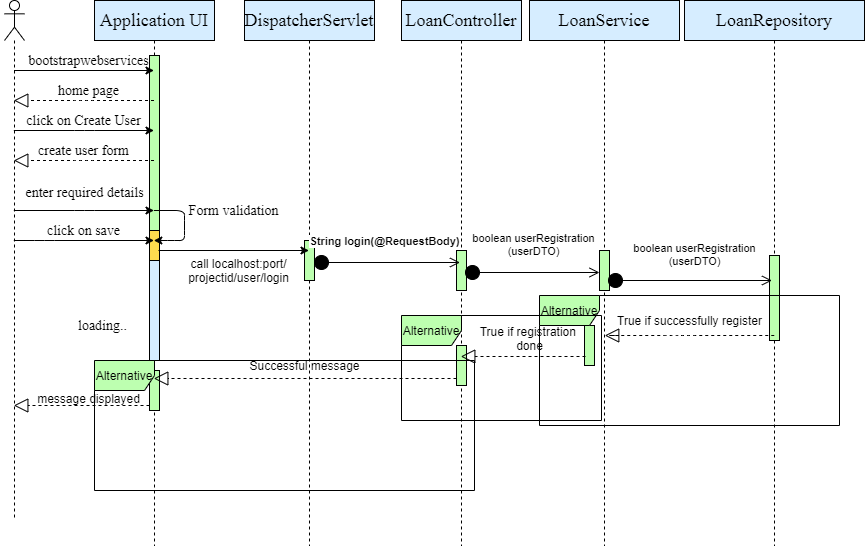 Application UI
DispatcherServlet
LoanController
LoanService
LoanRepository
bootstrapwebservices
home page
click on Create User
create user form
enter required details
Form validation
click on save
String login(@RequestBody)
boolean userRegistration
(userDTO)
boolean userRegistration
(userDTO)
call localhost:port/
projectid/user/login
Alternative
True if successfully register
loading..
Alternative
True if registration
done
Alternative
Successful message
message displayed